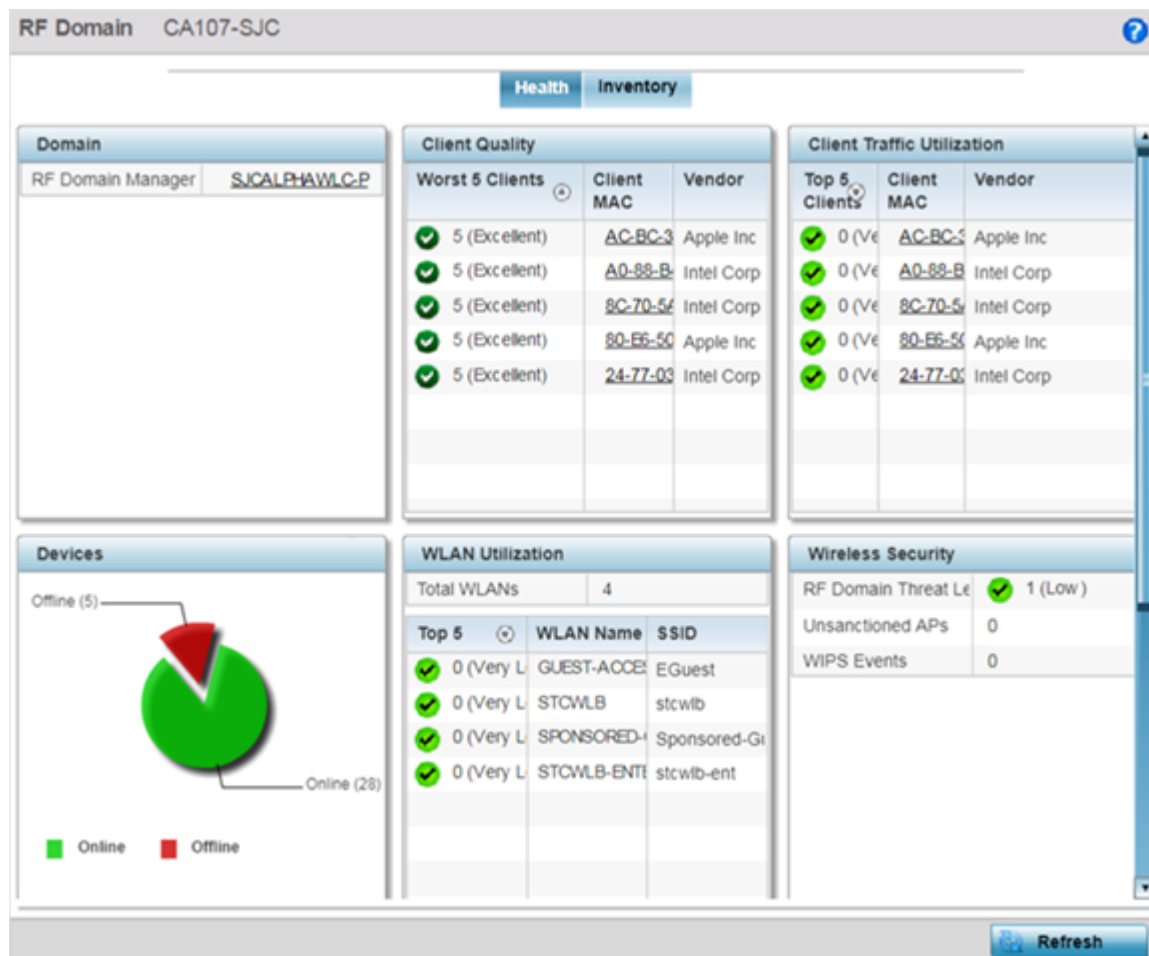 RF Domain CA107-SJC
Health Inventory
Domain
RF Domain Manager SJCALPHAWLC-P
Client Quality
Worst 5 Clients Client MAC Vendor
5 (Excellent) AC-BC-3 Apple Inc
5 (Excellent) A0-88-B Intel Corp
5 (Excellent) 8C-70-5A Intel Corp
5 (Excellent) 80-E6-50 Apple Inc
5 (Excellent) 24-77-03 Intel Corp
Client Traffic Utilization
Top 5 Clients Client MAC Vendor
0 (Ve AC-BC-3 Apple Inc
0 (Ve A0-88-B Intel Corp
0 (Ve 8C-70-5 Intel Corp
0 (Ve 80-E6-50 Apple Inc
0 (Ve 24-77-03 Intel Corp
Devices
Offline (5)
Online (28)
Online Offline
WLAN Utilization
Total WLANs 4
Top 5 WLAN Name SSID
0 (Very L GUEST-ACCES EGuest
0 (Very L STCWLB stcwlb
0 (Very L SPONSORED- Sponsored-Gu
0 (Very L STCWLB-ENTE stcwlb-ent
Wireless Security
RF Domain Threat Le 1 (Low)
Unsanctioned APs 0
WIPS Events 0
Refresh